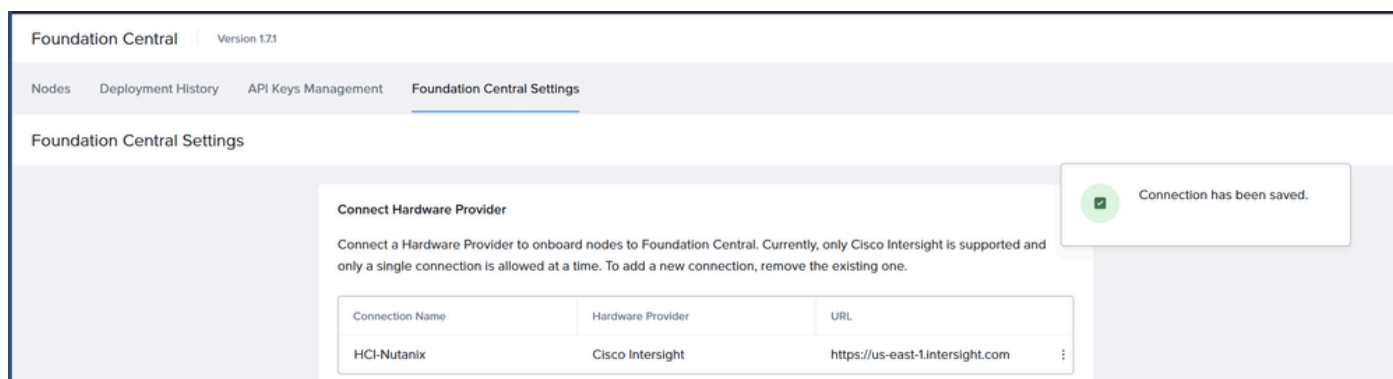 Foundation Central Version 1.7.1
Nodes Deployment History API Keys Management Foundation Central Settings
Foundation Central Settings
Connection has been saved.
Connect Hardware Provider
Connect a Hardware Provider to onboard nodes to Foundation Central. Currently, only Cisco Intersight is supported and
only a single connection is allowed at a time. To add a new connection, remove the existing one.
Connection Name Hardware Provider URL
HCI-Nutanix Cisco Intersight https://us-east-1.intersight.com